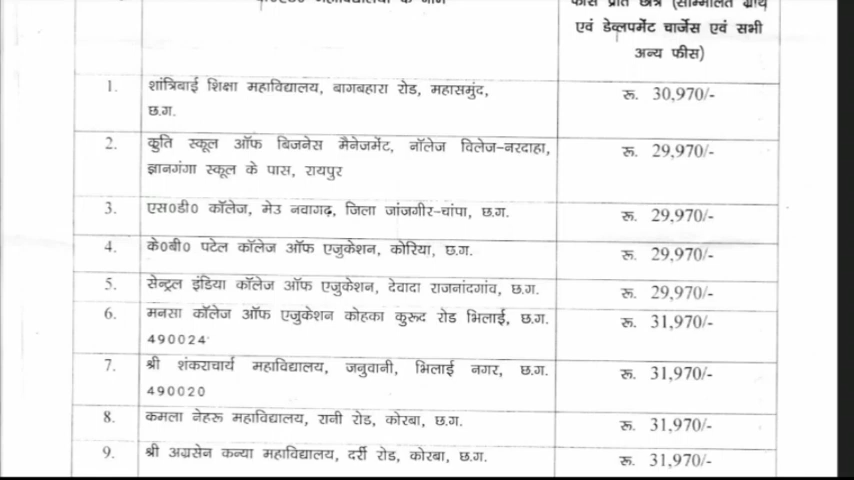 महाविद्यालय के नाम
फीस प्रति छात्र (सम्मिलित ग्रोथ
एवं डेव्लपमेंट चार्जेस एवं सभी
अन्य फीस)
1. शांत्रिबाई शिक्षा महाविद्यालय, बागबहारा रोड, महासमुंद, रू. 30,970/-
छ.ग.
2. कुति स्कूल ऑफ बिजनेस मैनेजमेंट, नॉलेज विलेज-नरदाहा, रू. 29,970/-
ज्ञानगंगा स्कूल के पास, रायपुर
3. एस0डी0 कॉलेज, मेउ नवागढ़, जिला जांजगीर-चांपा, छ.ग. रू. 29,970/-
4. के0बी0 पटेल कॉलेज ऑफ एजुकेशन, कोरिया, छ.ग. रू. 29,970/-
5. सेन्ट्रल इंडिया कॉलेज ऑफ एजुकेशन, देवादा राजनांदगांव, छ.ग. रू. 29,970/-
6. मनसा कॉलेज ऑफ एजुकेशन कोहका कुरूद रोड भिलाई, छ.ग. रू. 31,970/-
490024
7. श्री शंकराचार्य महाविद्यालय, जनुवानी, भिलाई नगर, छ.ग. रू. 31,970/-
490020
8. कमला नेहरू महाविद्यालय, रानी रोड, कोरबा, छ.ग. रू. 31,970/-
9. श्री अग्रसेन कन्या महाविद्यालय, दर्री रोड, कोरबा, छ.ग. रू. 31,970/-